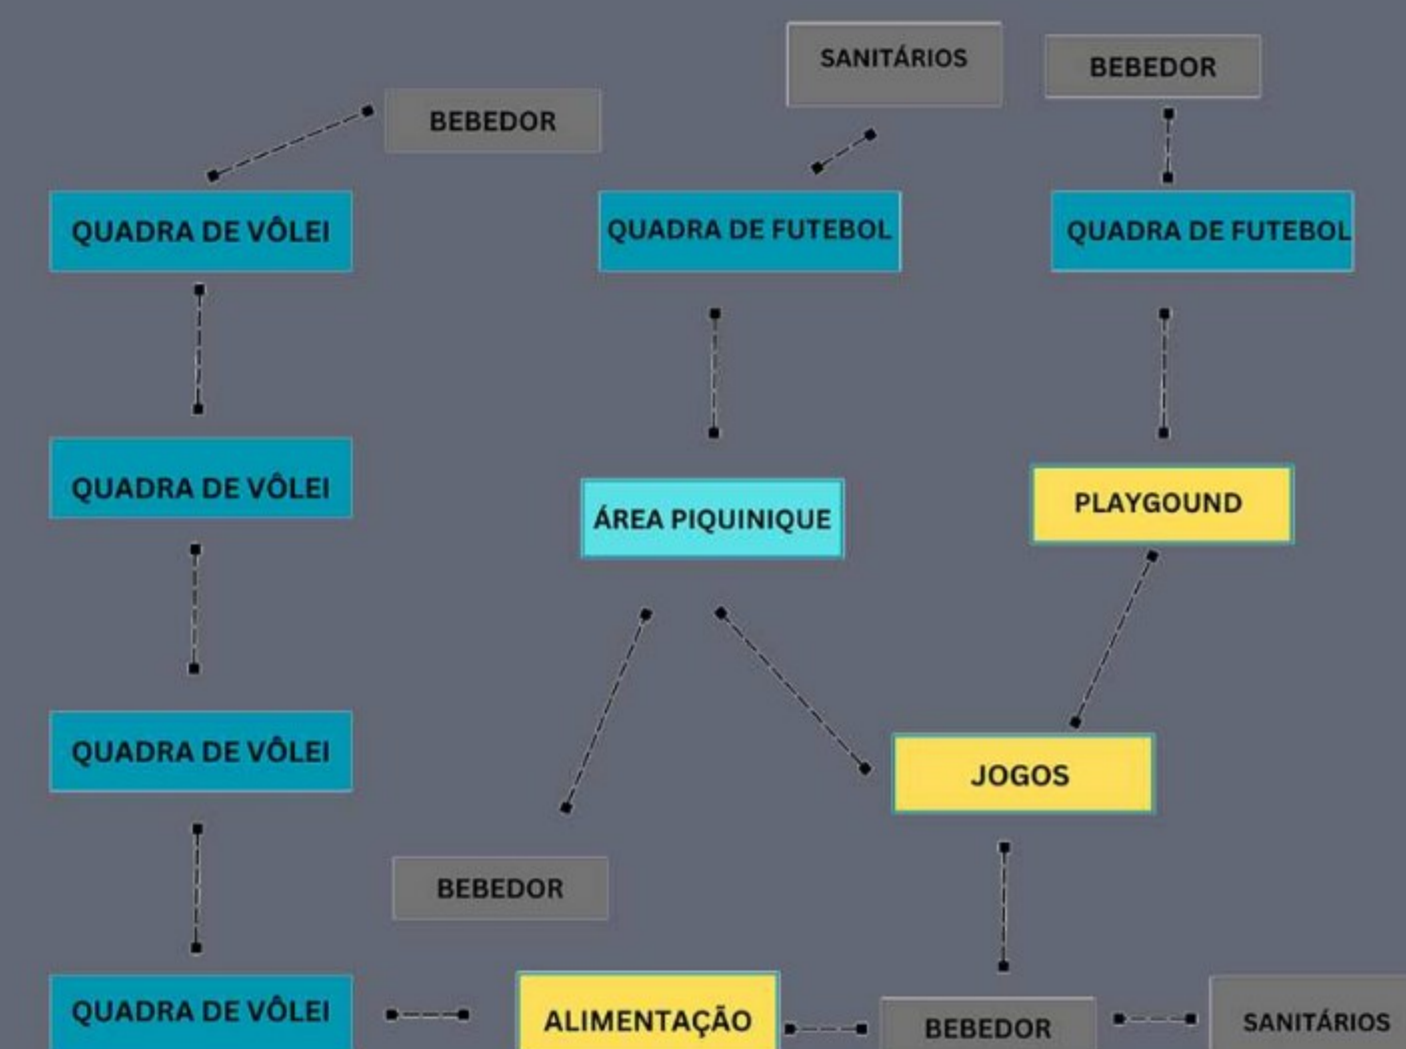 SANITÁRIOS
BEBEDOR
BEBEDOR
QUADRA DE VÔLEI
QUADRA DE FUTEBOL
QUADRA DE FUTEBOL
QUADRA DE VÔLEI
ÁREA PIQUINIQUE
PLAYGOUND
QUADRA DE VÔLEI
JOGOS
BEBEDOR
QUADRA DE VÔLEI
ALIMENTAÇÃO
BEBEDOR
SANITÁRIOS